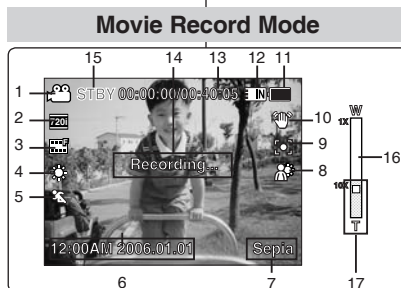 Movie Record Mode
15 14 13 12 11
STBY 00:00:00/00:40:05 IN
1
2 720i
3
4
5
10
9
8
Recording...
12:00AM 2006.01.01 Sepia
6 7
W
1X
16
10X
T
17